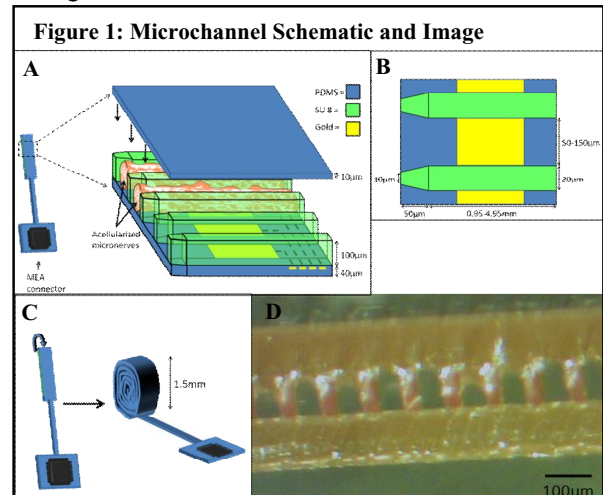 Figure 1: Microchannel Schematic and Image
A
PDMS =
SU 8 =
Gold =
10µm
Acellularized
micronerves
100µm
40µm
MEA
connector
B
50-150µm
10µm
20µm
50µm
0.95-4.95mm
C
1.5mm
D
100µm